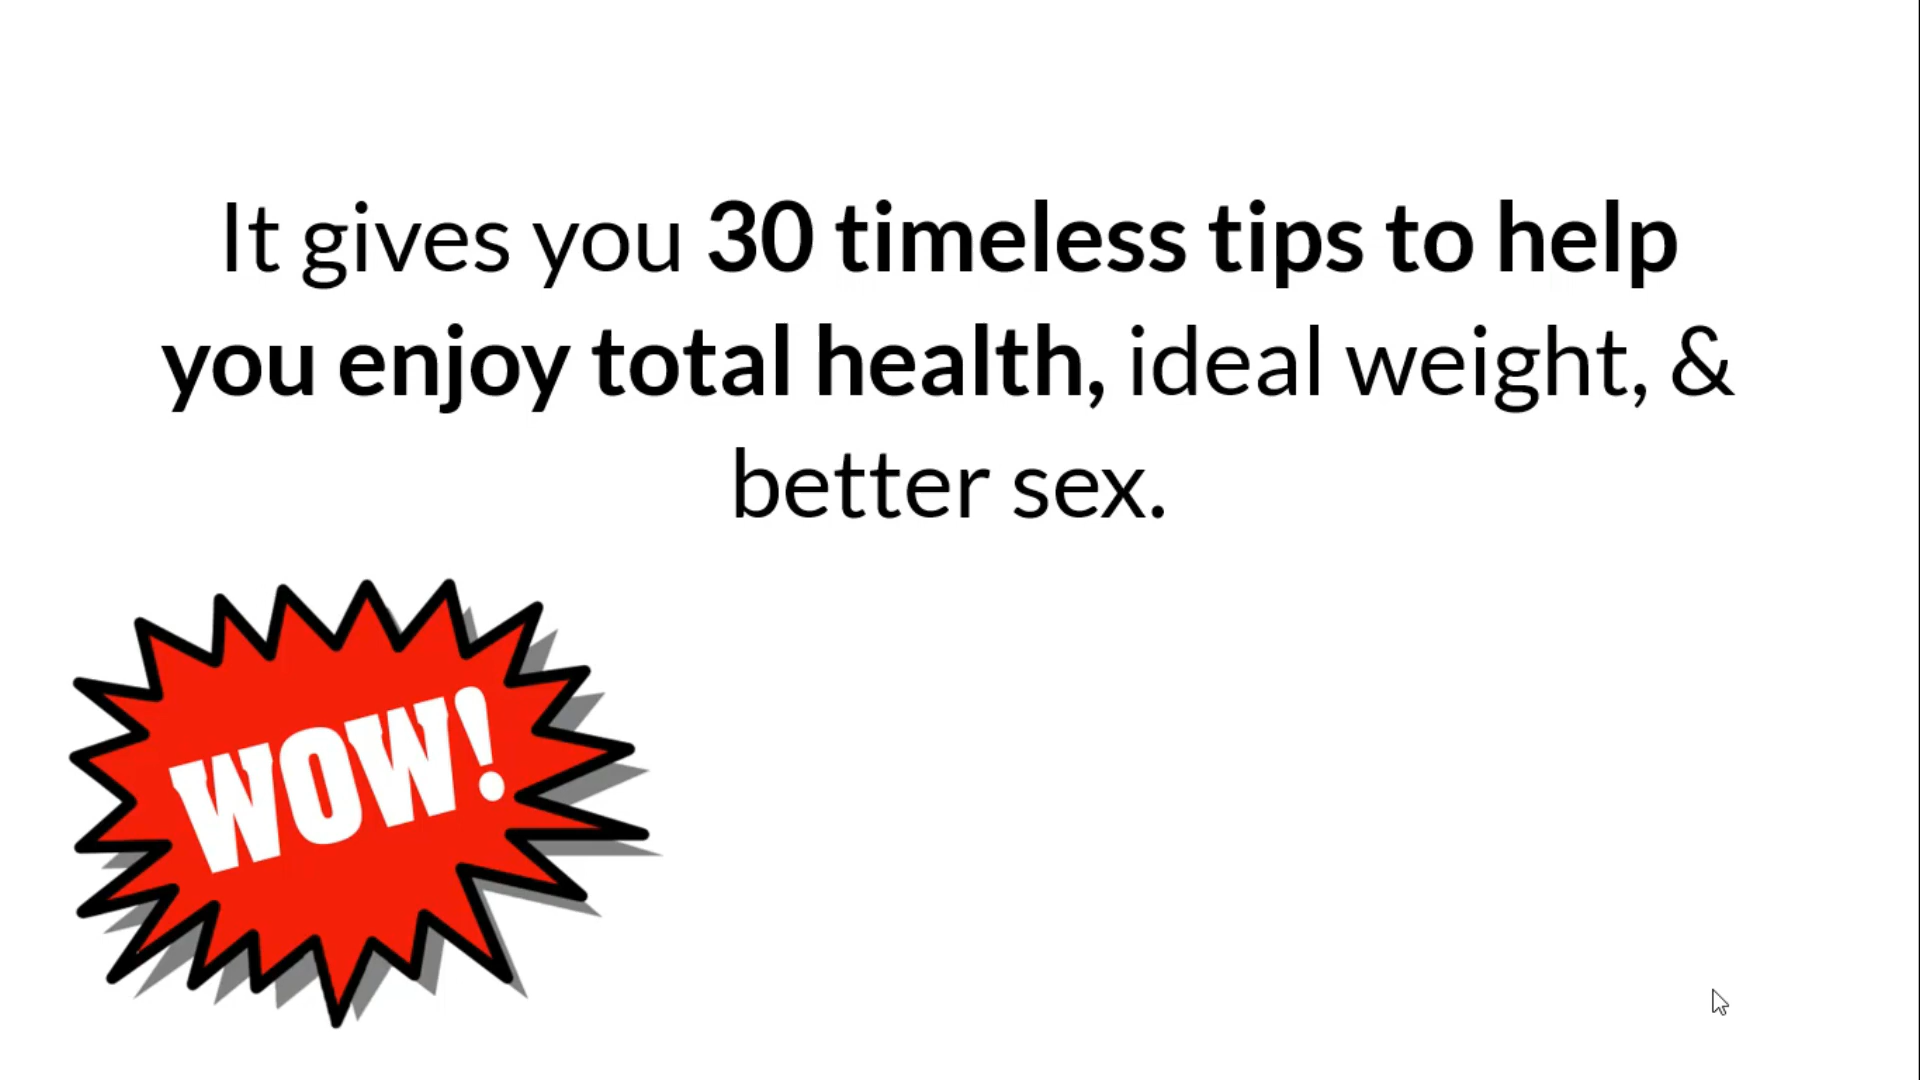 It gives you 30 timeless tips to help
you enjoy total health, ideal weight, &
better sex.
WOW!